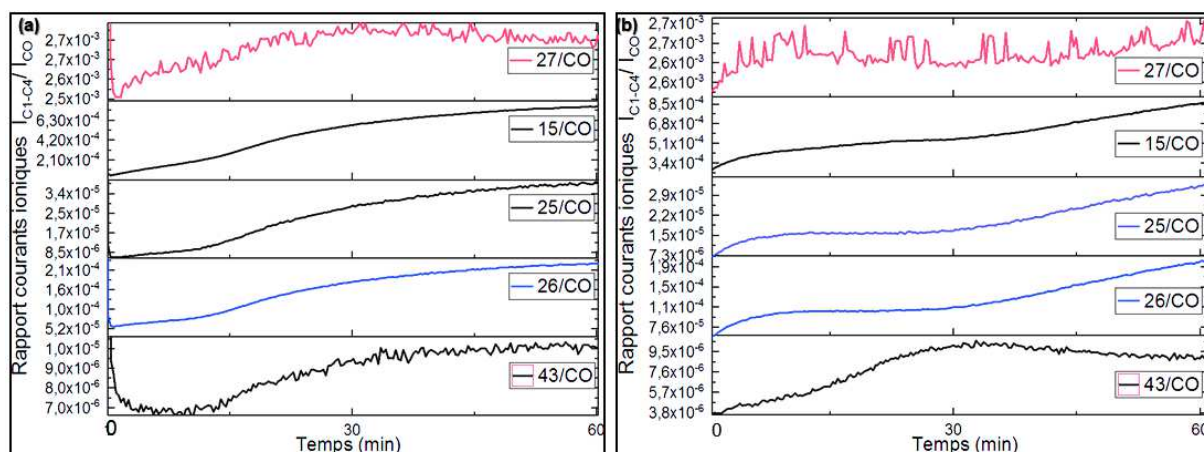 (a)
Rapport courants ioniques I_C1-C4/ I_CO
2,7x10⁻³
2,7x10⁻³
2,6x10⁻³
2,6x10⁻³
2,5x10⁻³
27/CO
6,30x10⁻⁴
4,20x10⁻⁴
2,10x10⁻⁴
15/CO
3,4x10⁻⁵
2,5x10⁻⁵
1,7x10⁻⁵
8,5x10⁻⁶
25/CO
2,1x10⁻⁴
1,6x10⁻⁴
1,0x10⁻⁴
5,2x10⁻⁵
26/CO
1,0x10⁻⁵
9,0x10⁻⁶
8,0x10⁻⁶
7,0x10⁻⁶
43/CO
0 30 60
Temps (min)
(b)
Rapport courants ioniques I_C1-C4/ I_CO
2,7x10⁻³
2,7x10⁻³
2,6x10⁻³
2,6x10⁻³
27/CO
8,5x10⁻⁴
6,8x10⁻⁴
5,1x10⁻⁴
3,4x10⁻⁴
15/CO
2,9x10⁻⁵
2,2x10⁻⁵
1,5x10⁻⁵
7,3x10⁻⁶
25/CO
1,9x10⁻⁴
1,5x10⁻⁴
1,1x10⁻⁴
7,6x10⁻⁵
26/CO
9,5x10⁻⁶
7,6x10⁻⁶
5,7x10⁻⁶
3,8x10⁻⁶
43/CO
0 30 60
Temps (min)